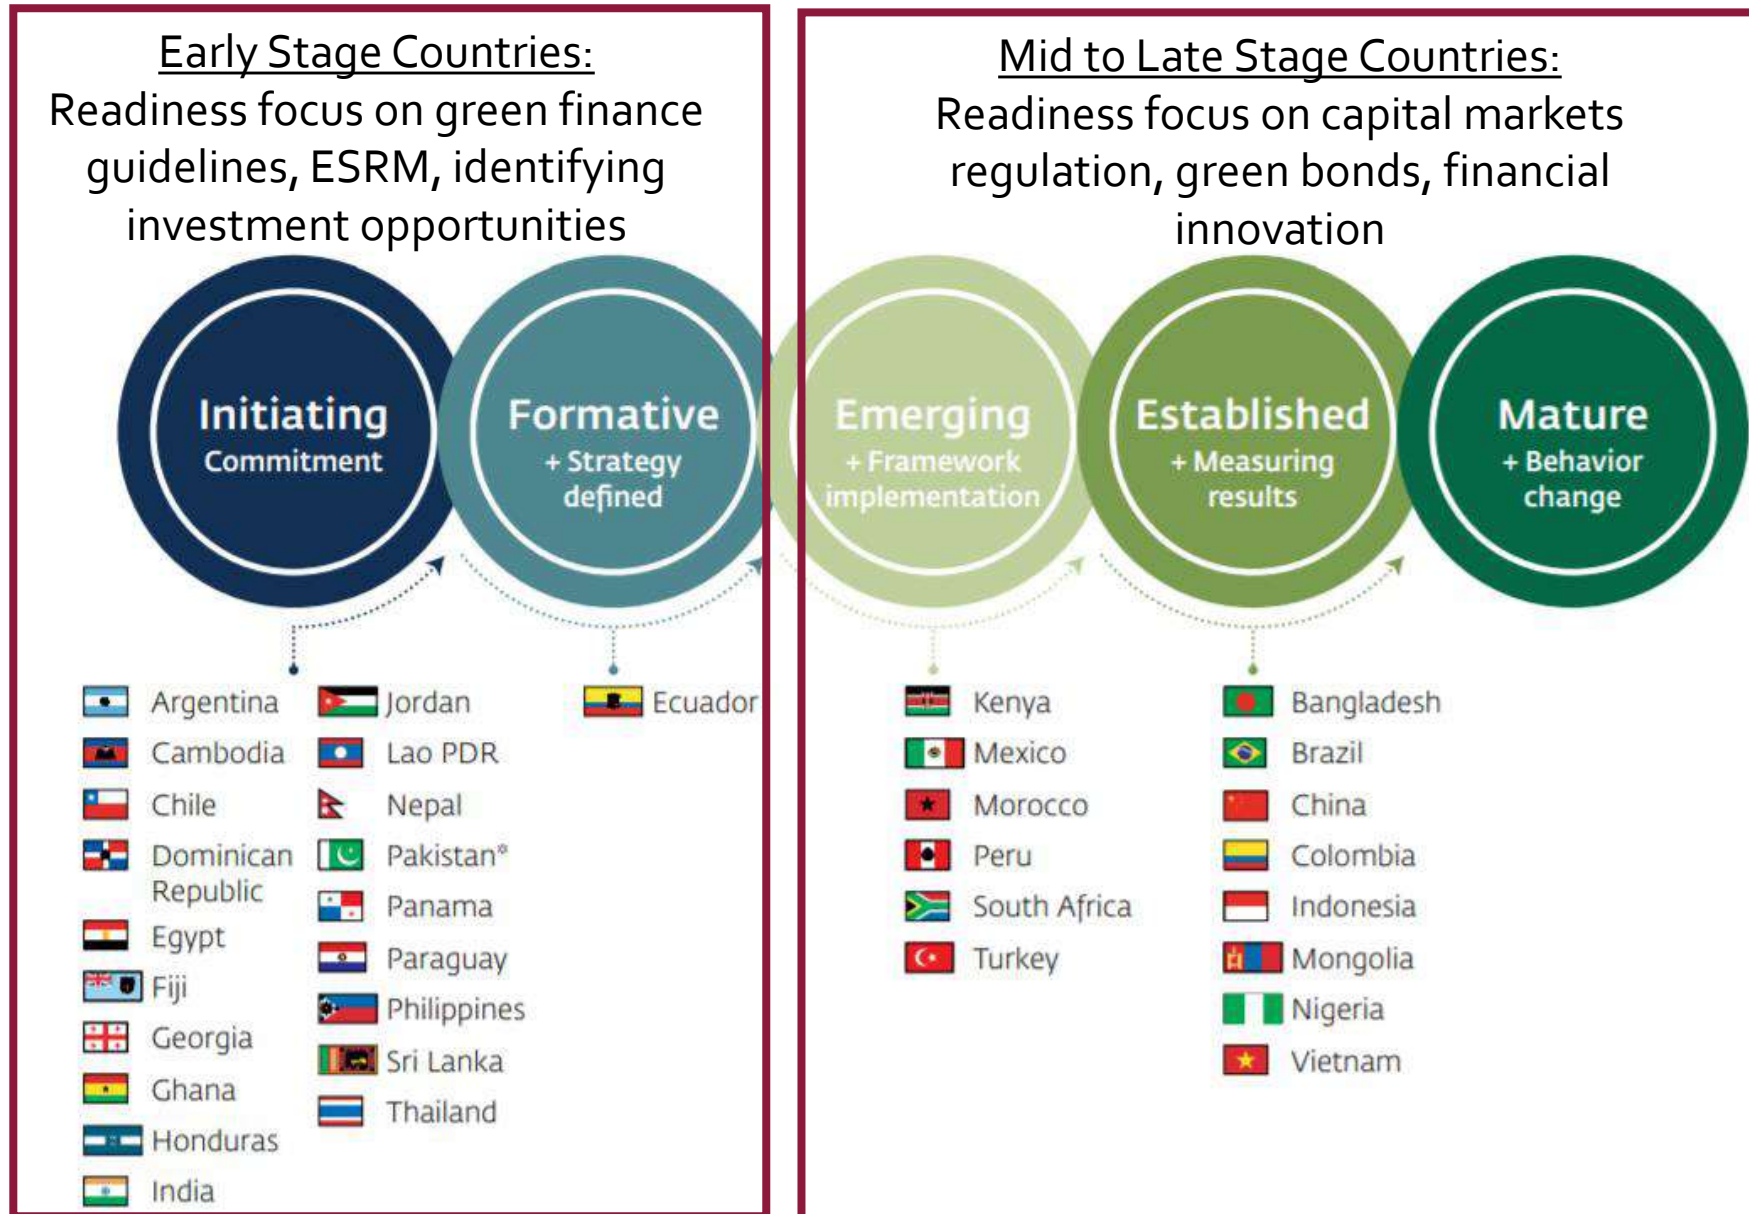 Early Stage Countries:
Readiness focus on green finance
guidelines, ESRM, identifying
investment opportunities
Mid to Late Stage Countries:
Readiness focus on capital markets
regulation, green bonds, financial
innovation
Initiating
Commitment
Formative
+ Strategy
defined
Emerging
+ Framework
implementation
Established
+ Measuring
results
Mature
+ Behavior
change
Argentina
Cambodia
Chile
Dominican
Republic
Egypt
Fiji
Georgia
Ghana
Honduras
India
Jordan
Lao PDR
Nepal
Pakistan*
Panama
Paraguay
Philippines
Sri Lanka
Thailand
Ecuador
Kenya
Mexico
Morocco
Peru
South Africa
Turkey
Bangladesh
Brazil
China
Colombia
Indonesia
Mongolia
Nigeria
Vietnam